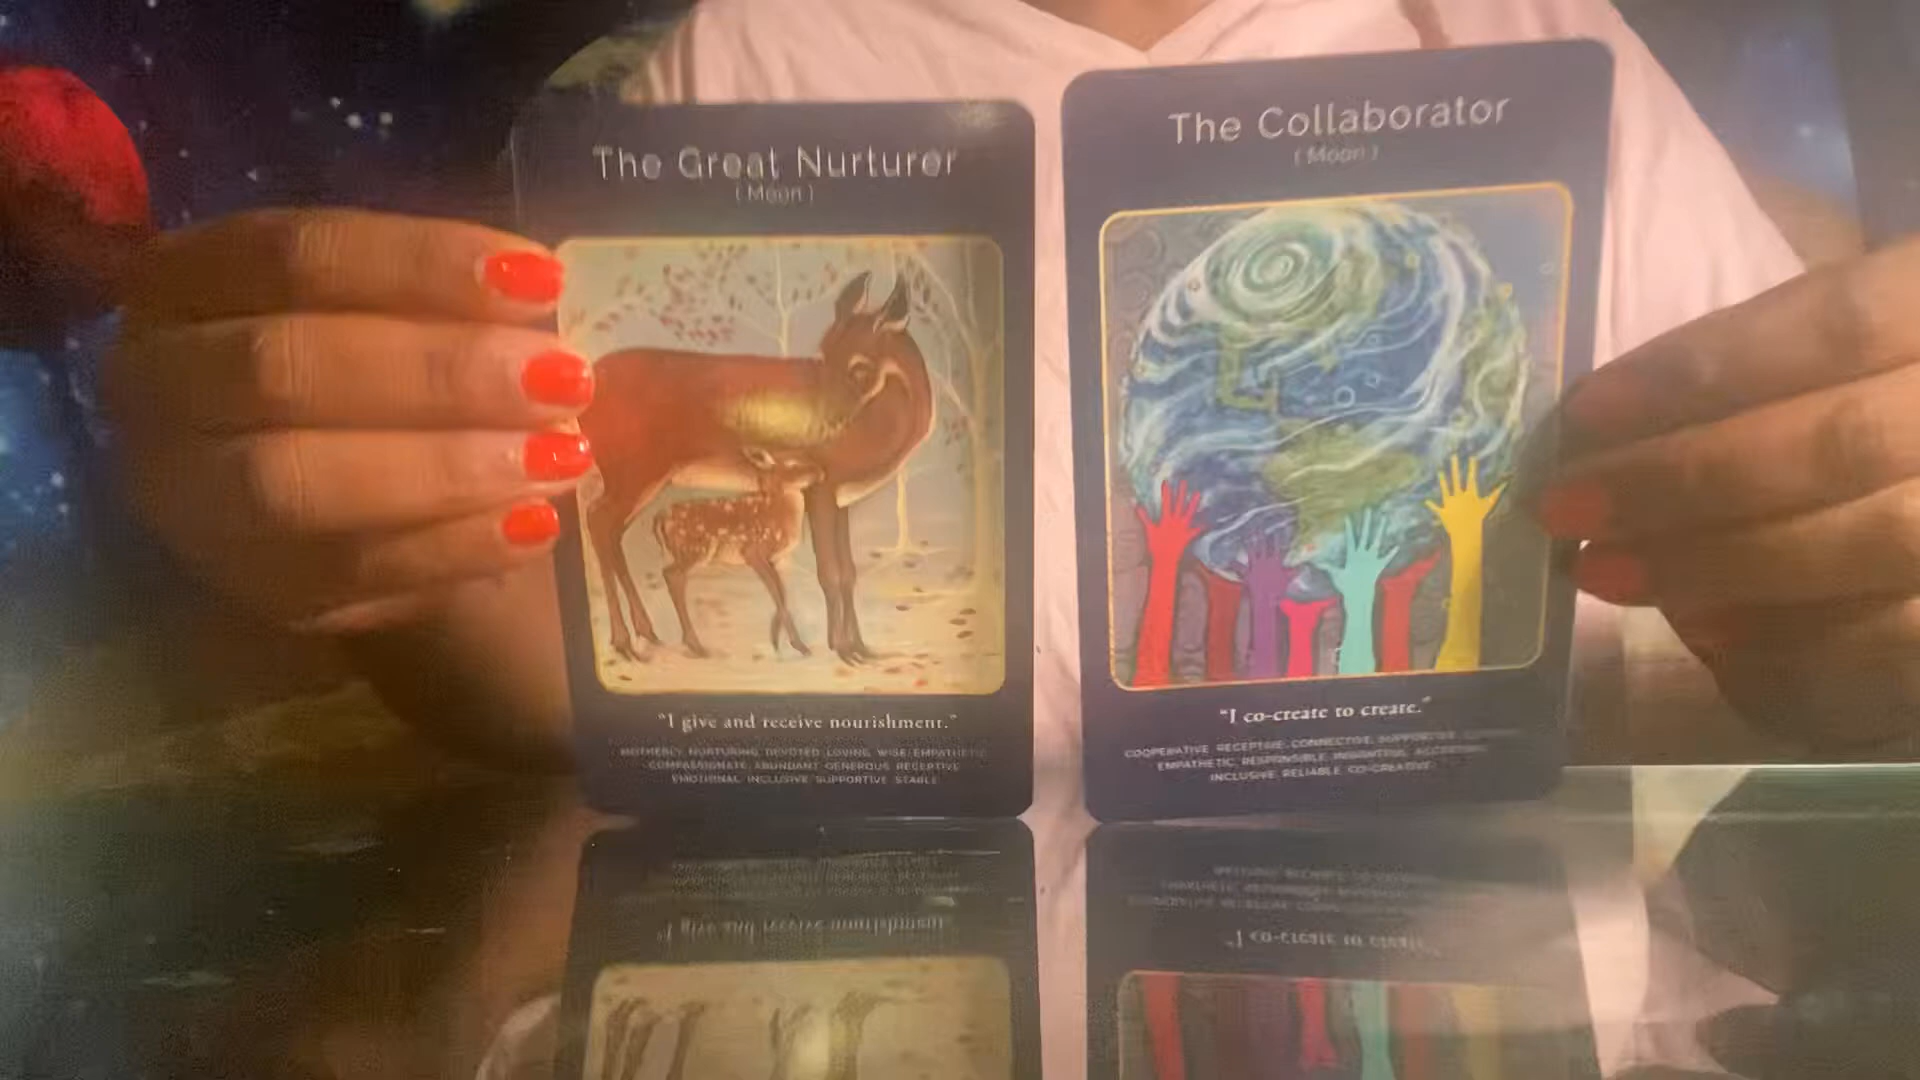 The Great Nurturer
( Moon )
"I give and receive nourishment."
MOTHERLY NURTURING DEVOTED LOVING WISE EMPATHETIC
COMPASSIONATE ABUNDANT GENEROUS RECEPTIVE
EMOTIONAL INCLUSIVE SUPPORTIVE STABLE
The Collaborator
( Moon )
"I co-create to create."
COOPERATIVE RECEPTIVE CONNECTIVE, SUPPORTIVE,
EMPATHETIC, RESPONSIBLE, INSIGHTFUL, ACCEPTING
INCLUSIVE, RELIABLE CO-CREATIVE